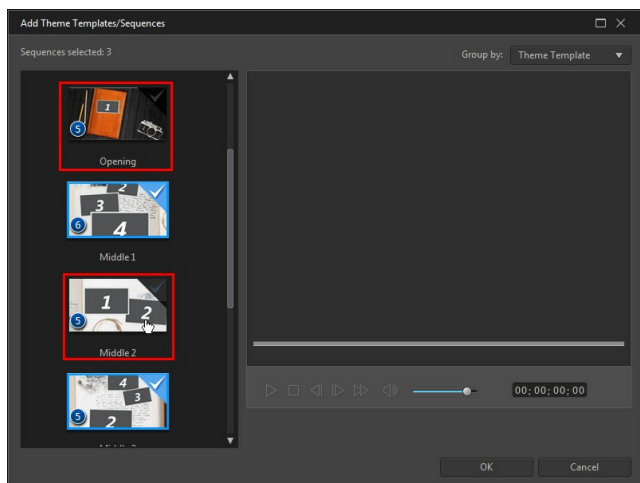 Add Theme Templates/Sequences
Sequences selected: 3
Group by: Theme Template
1
5
Opening
2
3
4
6
Middle 1
1
2
5
Middle 2
4
3
2
5
00;00;00;00
OK Cancel